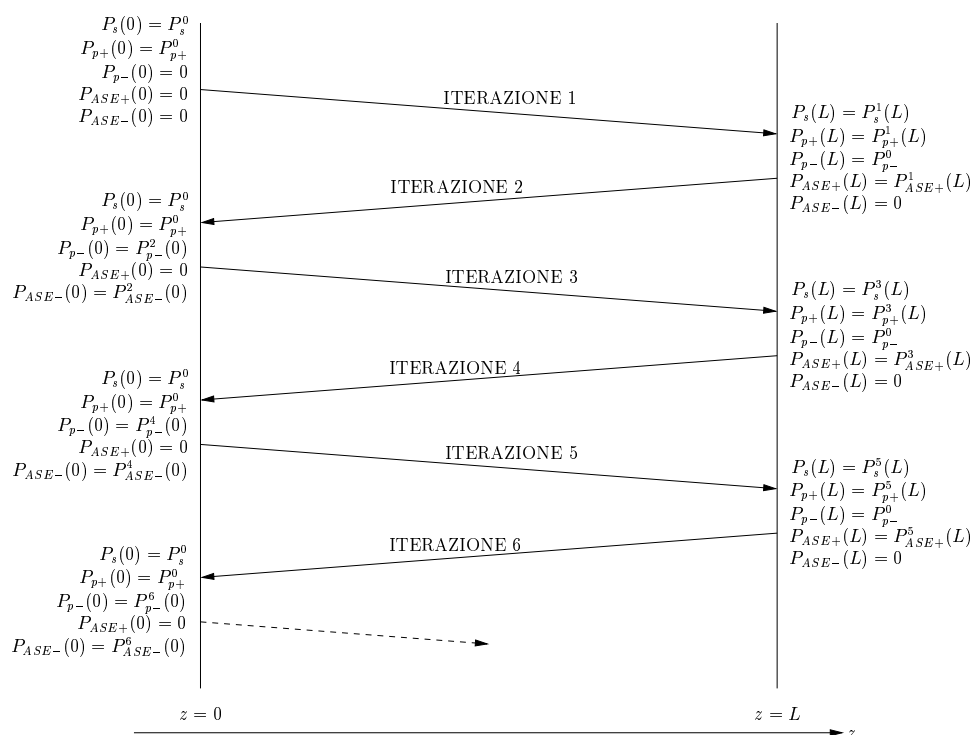 P_s(0) = P_s^0
P_{p+}(0) = P_{p+}^0
P_{p−}(0) = 0
P_{ASE+}(0) = 0
P_{ASE−}(0) = 0
ITERAZIONE 1
P_s(L) = P_s^1(L)
P_{p+}(L) = P_{p+}^1(L)
P_{p−}(L) = P_{p−}^0
P_{ASE+}(L) = P_{ASE+}^1(L)
P_{ASE−}(L) = 0
ITERAZIONE 2
P_s(0) = P_s^0
P_{p+}(0) = P_{p+}^0
P_{p−}(0) = P_{p−}^2(0)
P_{ASE+}(0) = 0
P_{ASE−}(0) = P_{ASE−}^2(0)
ITERAZIONE 3
P_s(L) = P_s^3(L)
P_{p+}(L) = P_{p+}^3(L)
P_{p−}(L) = P_{p−}^0
P_{ASE+}(L) = P_{ASE+}^3(L)
P_{ASE−}(L) = 0
ITERAZIONE 4
P_s(0) = P_s^0
P_{p+}(0) = P_{p+}^0
P_{p−}(0) = P_{p−}^4(0)
P_{ASE+}(0) = 0
P_{ASE−}(0) = P_{ASE−}^4(0)
ITERAZIONE 5
P_s(L) = P_s^5(L)
P_{p+}(L) = P_{p+}^5(L)
P_{p−}(L) = P_{p−}^0
P_{ASE+}(L) = P_{ASE+}^5(L)
P_{ASE−}(L) = 0
ITERAZIONE 6
P_s(0) = P_s^0
P_{p+}(0) = P_{p+}^0
P_{p−}(0) = P_{p−}^6(0)
P_{ASE+}(0) = 0
P_{ASE−}(0) = P_{ASE−}^6(0)
z = 0
z = L
z